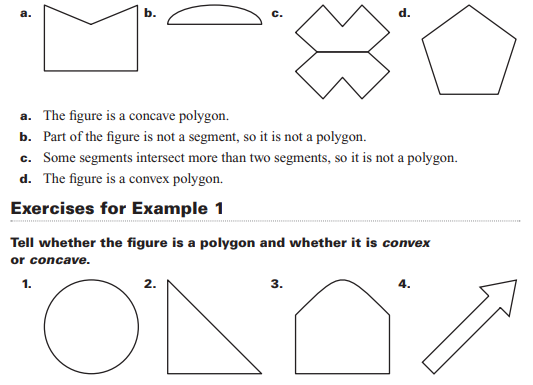 a. b. c. d.
a. The figure is a concave polygon.
b. Part of the figure is not a segment, so it is not a polygon.
c. Some segments intersect more than two segments, so it is not a polygon.
d. The figure is a convex polygon.
Exercises for Example 1
Tell whether the figure is a polygon and whether it is convex
or concave.
1. 2. 3. 4.